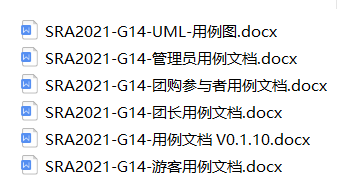 SRA2021-G14-UML-用例图.docx
SRA2021-G14-管理员用例文档.docx
SRA2021-G14-团购参与者用例文档.docx
SRA2021-G14-团长用例文档.docx
SRA2021-G14-用例文档 V0.1.10.docx
SRA2021-G14-游客用例文档.docx